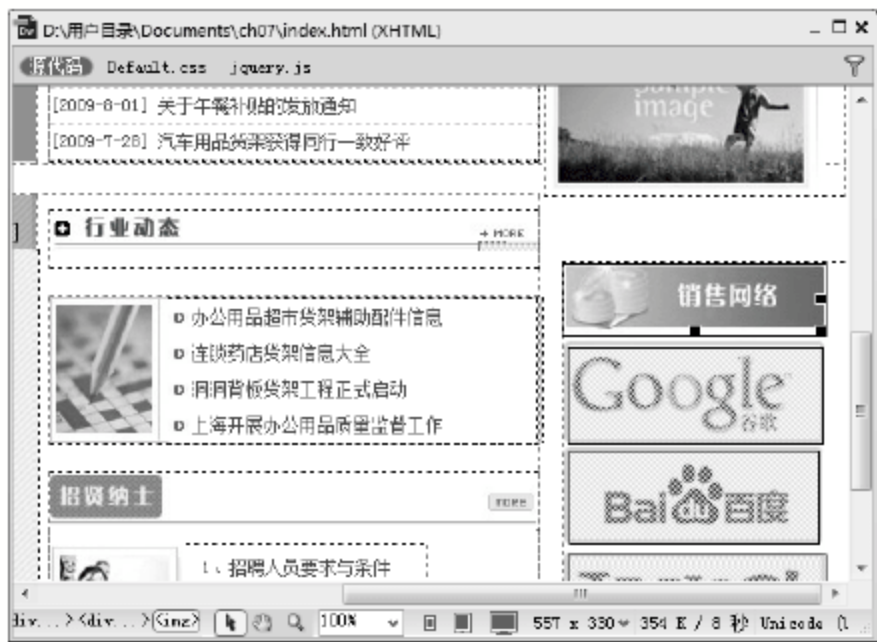 D:\用户目录\Documents\ch07\index.html (XHTML)
源代码 Default.css jquery.js
[2009-8-01] 关于午餐补贴的发放通知
[2009-7-28] 汽车用品货架获得同行一致好评
sample
image
行业动态
+ MORE
销售网络
办公用品超市货架辅助配件信息
连锁药店货架信息大全
洞洞背板货架工程正式启动
上海开展办公用品质量监督工作
Google
谷歌
Bai du 百度
招贤纳士
more
1、招聘人员要求与条件
div...><div...><img> 100% 557 x 330 354 K / 8 秒 Unicode (